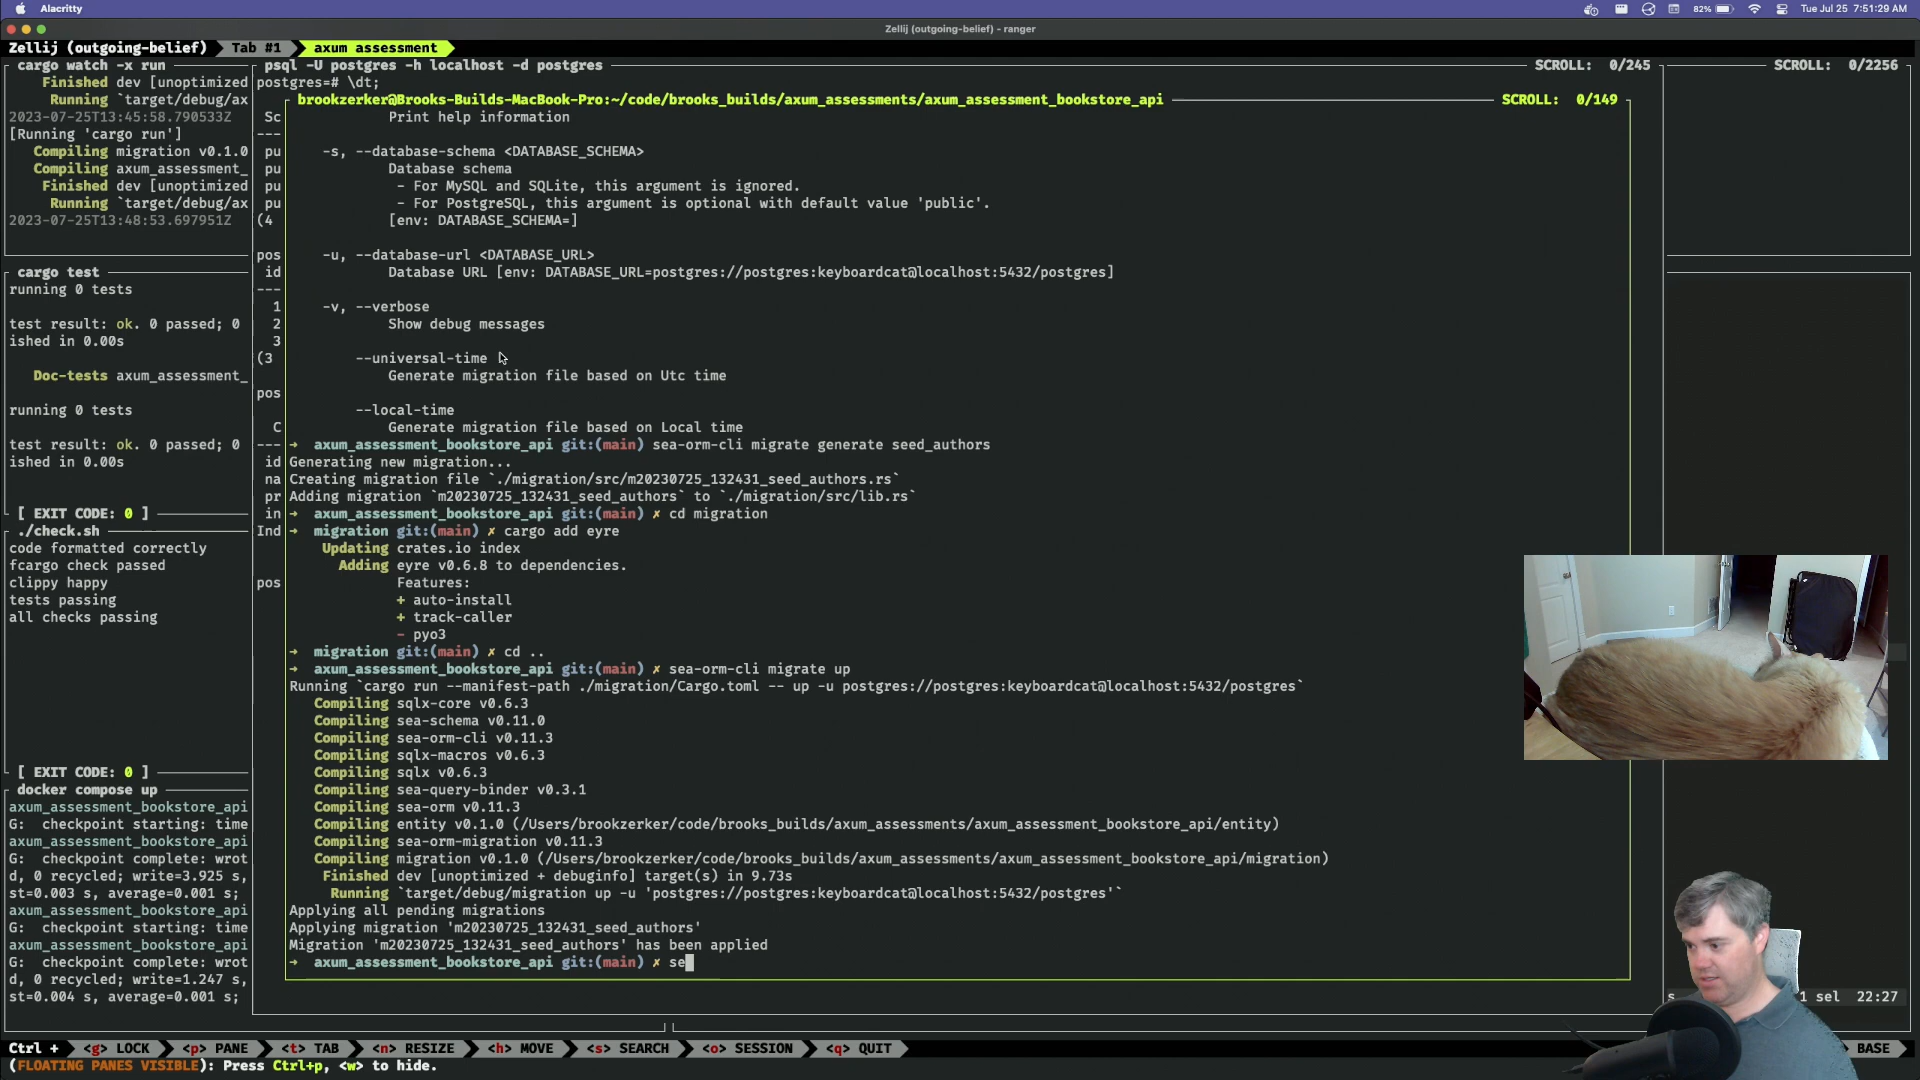 Alacritty
82%
Tue Jul 25 7:51:29 AM
Zellij (outgoing-belief) - ranger
Zellij (outgoing-belief) Tab #1 axum assessment
cargo watch -x run
Finished dev [unoptimized
Running `target/debug/ax
2023-07-25T13:45:58.790533Z
[Running 'cargo run']
Compiling migration v0.1.0
Compiling axum_assessment_
Finished dev [unoptimized
Running `target/debug/ax
2023-07-25T13:48:53.697951Z
cargo test
running 0 tests
test result: ok. 0 passed; 0
ished in 0.00s
Doc-tests axum_assessment_
running 0 tests
test result: ok. 0 passed; 0
ished in 0.00s
[ EXIT CODE: 0 ]
./check.sh
code formatted correctly
fcargo check passed
clippy happy
tests passing
all checks passing
[ EXIT CODE: 0 ]
docker compose up
axum_assessment_bookstore_api
G:  checkpoint starting: time
axum_assessment_bookstore_api
G:  checkpoint complete: wrot
d, 0 recycled; write=3.925 s,
st=0.003 s, average=0.001 s;
axum_assessment_bookstore_api
G:  checkpoint starting: time
axum_assessment_bookstore_api
G:  checkpoint complete: wrot
d, 0 recycled; write=1.247 s,
st=0.004 s, average=0.001 s;
psql -U postgres -h localhost -d postgres
SCROLL:  0/245
postgres=# \dt;
Sc
---
pu
pu
pu
pu
(4
pos
id
---
1
2
3
(3
pos
C
---
id
na
pr
in
Ind
pos
brookzerker@Brooks-Builds-MacBook-Pro:~/code/brooks_builds/axum_assessments/axum_assessment_bookstore_api
SCROLL:  0/149
Print help information
-s, --database-schema <DATABASE_SCHEMA>
Database schema
- For MySQL and SQLite, this argument is ignored.
- For PostgreSQL, this argument is optional with default value 'public'.
[env: DATABASE_SCHEMA=]
-u, --database-url <DATABASE_URL>
Database URL [env: DATABASE_URL=postgres://postgres:keyboardcat@localhost:5432/postgres]
-v, --verbose
Show debug messages
--universal-time
Generate migration file based on Utc time
--local-time
Generate migration file based on Local time
→ axum_assessment_bookstore_api git:(main) sea-orm-cli migrate generate seed_authors
Generating new migration...
Creating migration file `./migration/src/m20230725_132431_seed_authors.rs`
Adding migration `m20230725_132431_seed_authors` to `./migration/src/lib.rs`
→ axum_assessment_bookstore_api git:(main) ✗ cd migration
→ migration git:(main) ✗ cargo add eyre
Updating crates.io index
Adding eyre v0.6.8 to dependencies.
Features:
+ auto-install
+ track-caller
- pyo3
→ migration git:(main) ✗ cd ..
→ axum_assessment_bookstore_api git:(main) ✗ sea-orm-cli migrate up
Running `cargo run --manifest-path ./migration/Cargo.toml -- up -u postgres://postgres:keyboardcat@localhost:5432/postgres`
Compiling sqlx-core v0.6.3
Compiling sea-schema v0.11.0
Compiling sea-orm-cli v0.11.3
Compiling sqlx-macros v0.6.3
Compiling sqlx v0.6.3
Compiling sea-query-binder v0.3.1
Compiling sea-orm v0.11.3
Compiling entity v0.1.0 (/Users/brookzerker/code/brooks_builds/axum_assessments/axum_assessment_bookstore_api/entity)
Compiling sea-orm-migration v0.11.3
Compiling migration v0.1.0 (/Users/brookzerker/code/brooks_builds/axum_assessments/axum_assessment_bookstore_api/migration)
Finished dev [unoptimized + debuginfo] target(s) in 9.73s
Running `target/debug/migration up -u 'postgres://postgres:keyboardcat@localhost:5432/postgres'`
Applying all pending migrations
Applying migration 'm20230725_132431_seed_authors'
Migration 'm20230725_132431_seed_authors' has been applied
→ axum_assessment_bookstore_api git:(main) ✗ se
SCROLL:  0/2256
s
1 sel  22:27
Ctrl + <g> LOCK <p> PANE <t> TAB <n> RESIZE <h> MOVE <s> SEARCH <o> SESSION <q> QUIT BASE
(FLOATING PANES VISIBLE): Press Ctrl+p, <w> to hide.